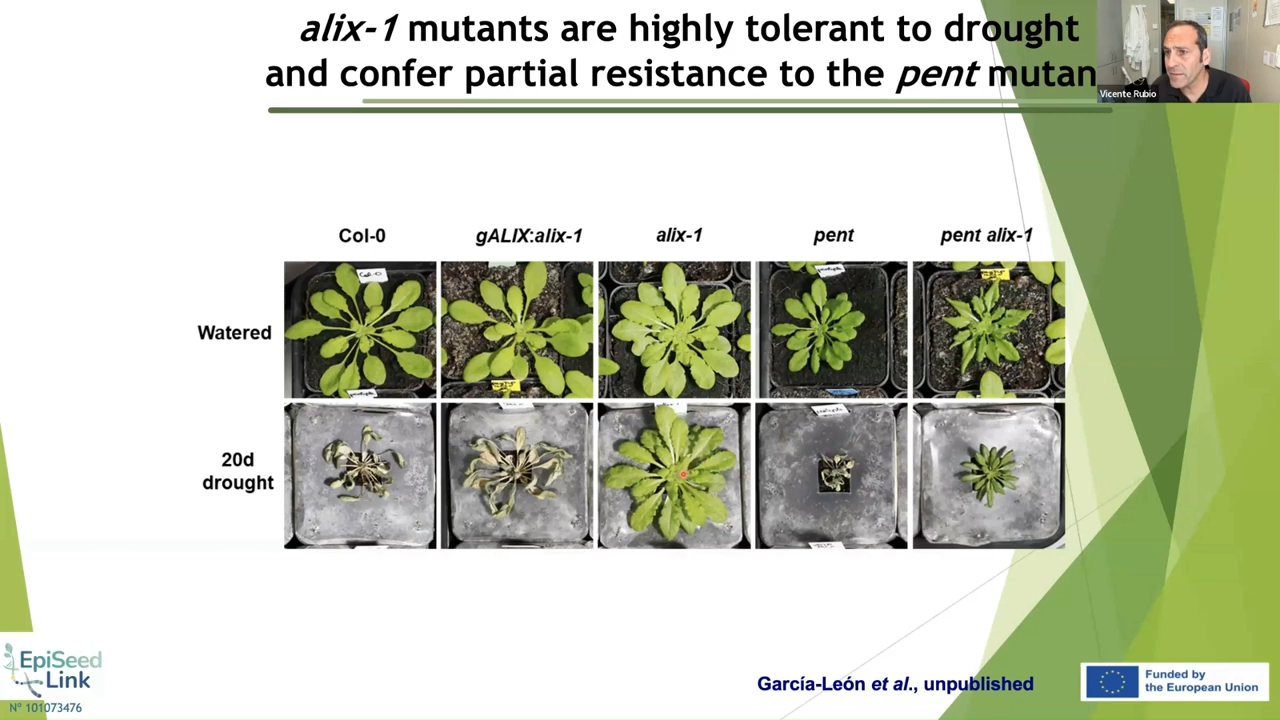 alix-1 mutants are highly tolerant to drought
and confer partial resistance to the pent mutan
Vicente Rubio
Col-0 gALIX:alix-1 alix-1 pent pent alix-1
Watered
Col-0
20d
drought
EpiSeed
Link
Nº 101073476
García-León et al., unpublished
Funded by
the European Union